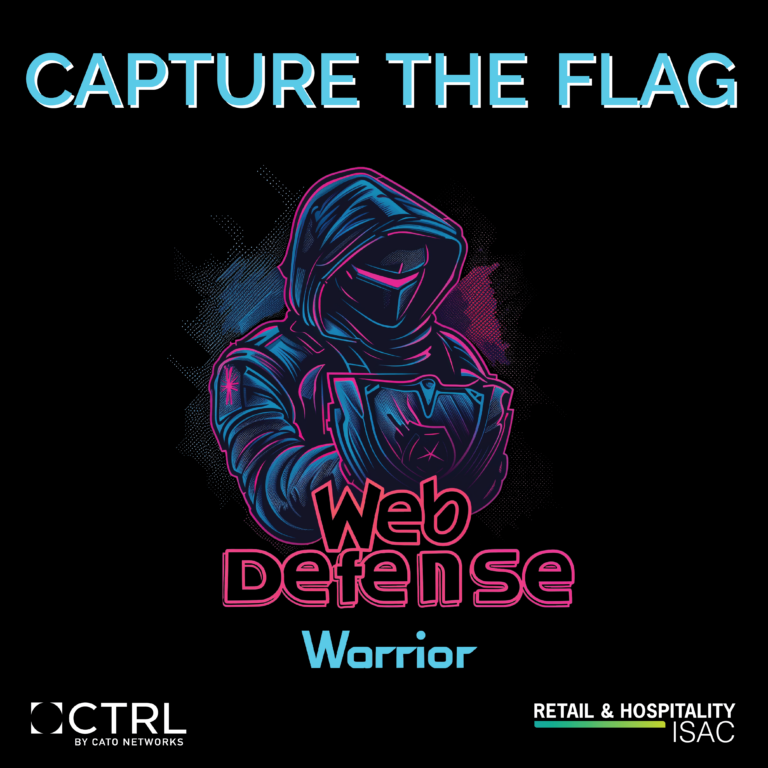 CAPTURE THE FLAG
Web
Defense
Warrior
CTRL
BY CATO NETWORKS
RETAIL & HOSPITALITY
ISAC